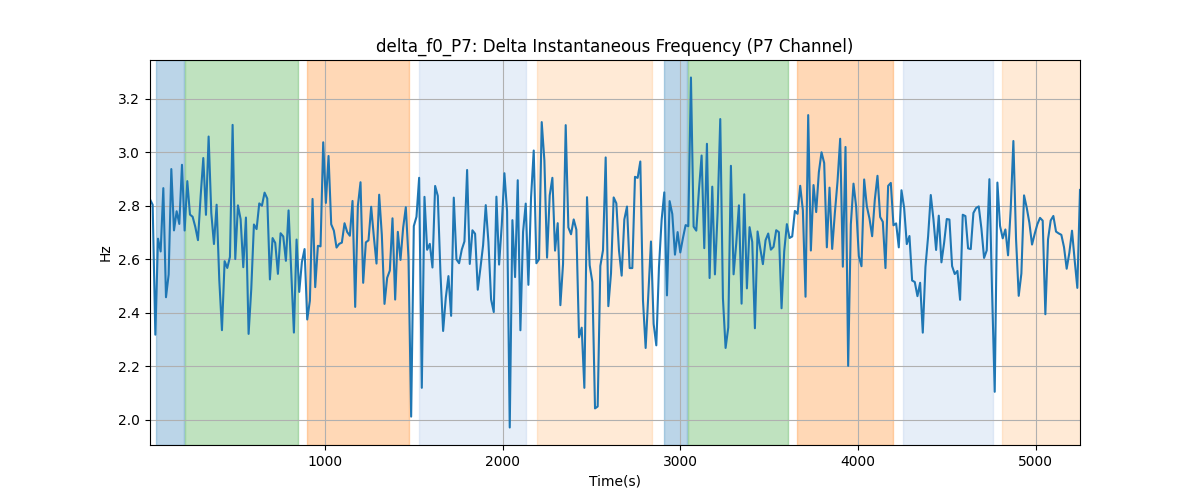 delta_f0_P7: Delta Instantaneous Frequency (P7 Channel)
3.2
3.0
2.8
2.6
2.4
2.2
2.0
Hz
1000 2000 3000 4000 5000
Time(s)